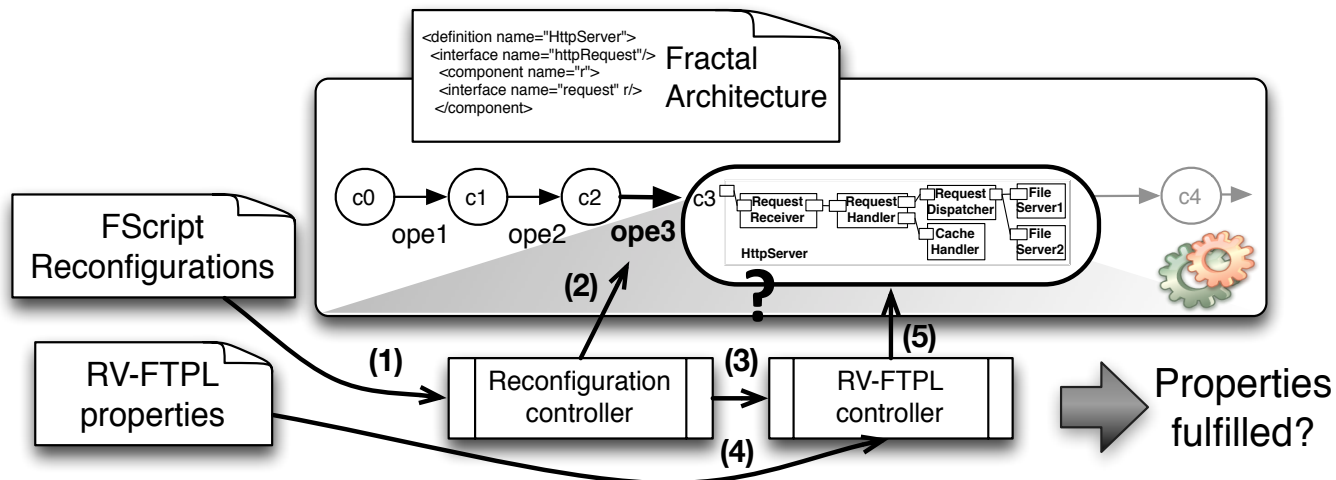 <definition name="HttpServer">
<interface name="httpRequest"/>
<component name="r">
<interface name="request" r/>
</component>
Fractal
Architecture
c0
c1
c2
c3
c4
ope1
ope2
ope3
Request
Receiver
Request
Handler
Request
Dispatcher
File
Server1
Cache
Handler
File
Server2
HttpServer
?
FScript
Reconfigurations
(2)
(1)
(3)
(5)
RV-FTPL
properties
Reconfiguration
controller
RV-FTPL
controller
Properties
fulfilled?
(4)